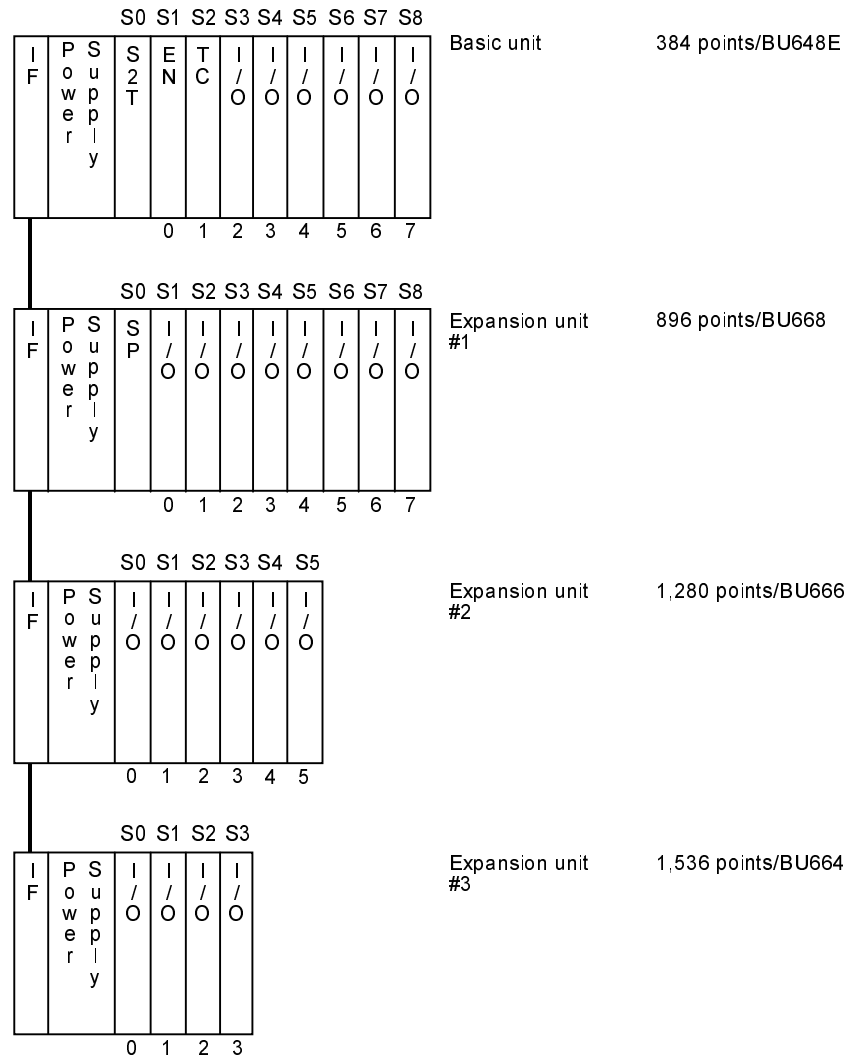 S0 S1 S2 S3 S4 S5 S6 S7 S8
IF Power Supply S2T EN TC I/O I/O I/O I/O I/O I/O Basic unit 384 points/BU648E
0 1 2 3 4 5 6 7
S0 S1 S2 S3 S4 S5 S6 S7 S8
IF Power Supply SP I/O I/O I/O I/O I/O I/O I/O I/O Expansion unit 896 points/BU668
#1
0 1 2 3 4 5 6 7
S0 S1 S2 S3 S4 S5
IF Power Supply I/O I/O I/O I/O I/O I/O Expansion unit 1,280 points/BU666
#2
0 1 2 3 4 5
S0 S1 S2 S3
IF Power Supply I/O I/O I/O I/O Expansion unit 1,536 points/BU664
#3
0 1 2 3